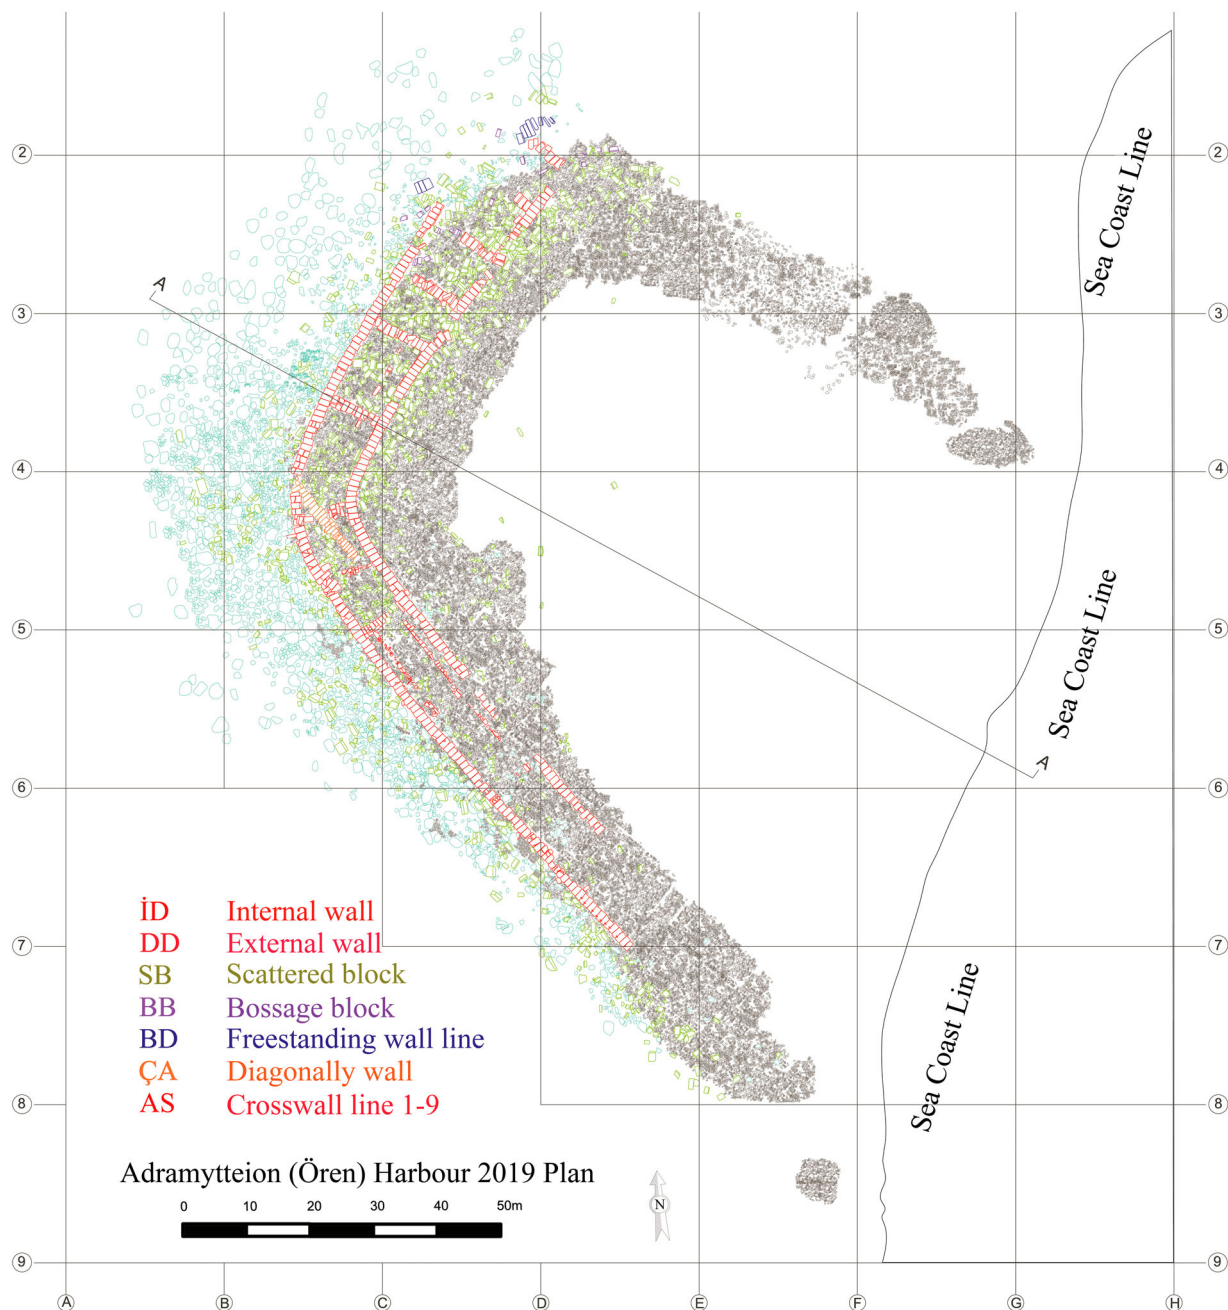 2 2
Sea Coast Line
A
3 3
4 4
Sea Coast Line
5 5
A
6 6
İD Internal wall
DD External wall
7 7
SB Scattered block
BB Bossage block
Sea Coast Line
BD Freestanding wall line
ÇA Diagonally wall
AS Crosswall line 1-9
8 8
Adramytteion (Ören) Harbour 2019 Plan
0 10 20 30 40 50m
N
9 9
A B C D E F G H